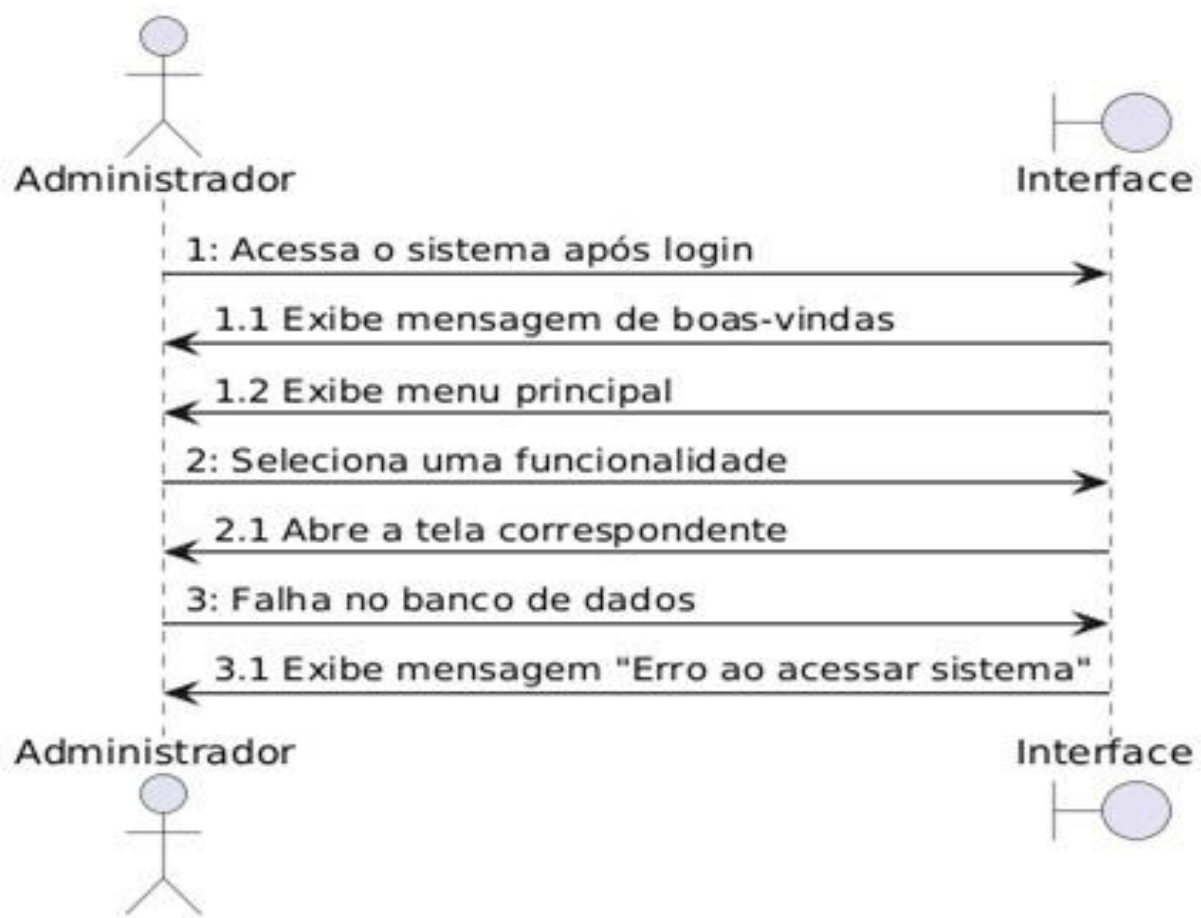 Administrador
Interface
1: Acessa o sistema após login
1.1 Exibe mensagem de boas-vindas
1.2 Exibe menu principal
2: Seleciona uma funcionalidade
2.1 Abre a tela correspondente
3: Falha no banco de dados
3.1 Exibe mensagem "Erro ao acessar sistema"
Administrador
Interface